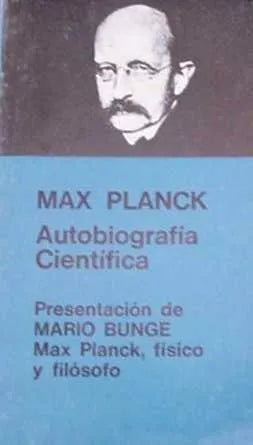 MAX PLANCK
Autobiografía
Científica
Presentación de
MARIO BUNGE
Max Planck, físico
y filósofo